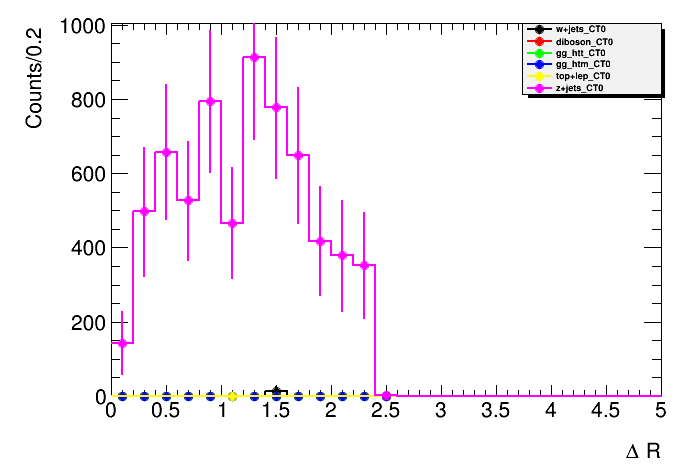 Counts/0.2
1000
800
600
400
200
0
w+jets_CT0
diboson_CT0
gg_htt_CT0
gg_htm_CT0
top+lep_CT0
z+jets_CT0
0 0.5 1 1.5 2 2.5 3 3.5 4 4.5 5
Δ R